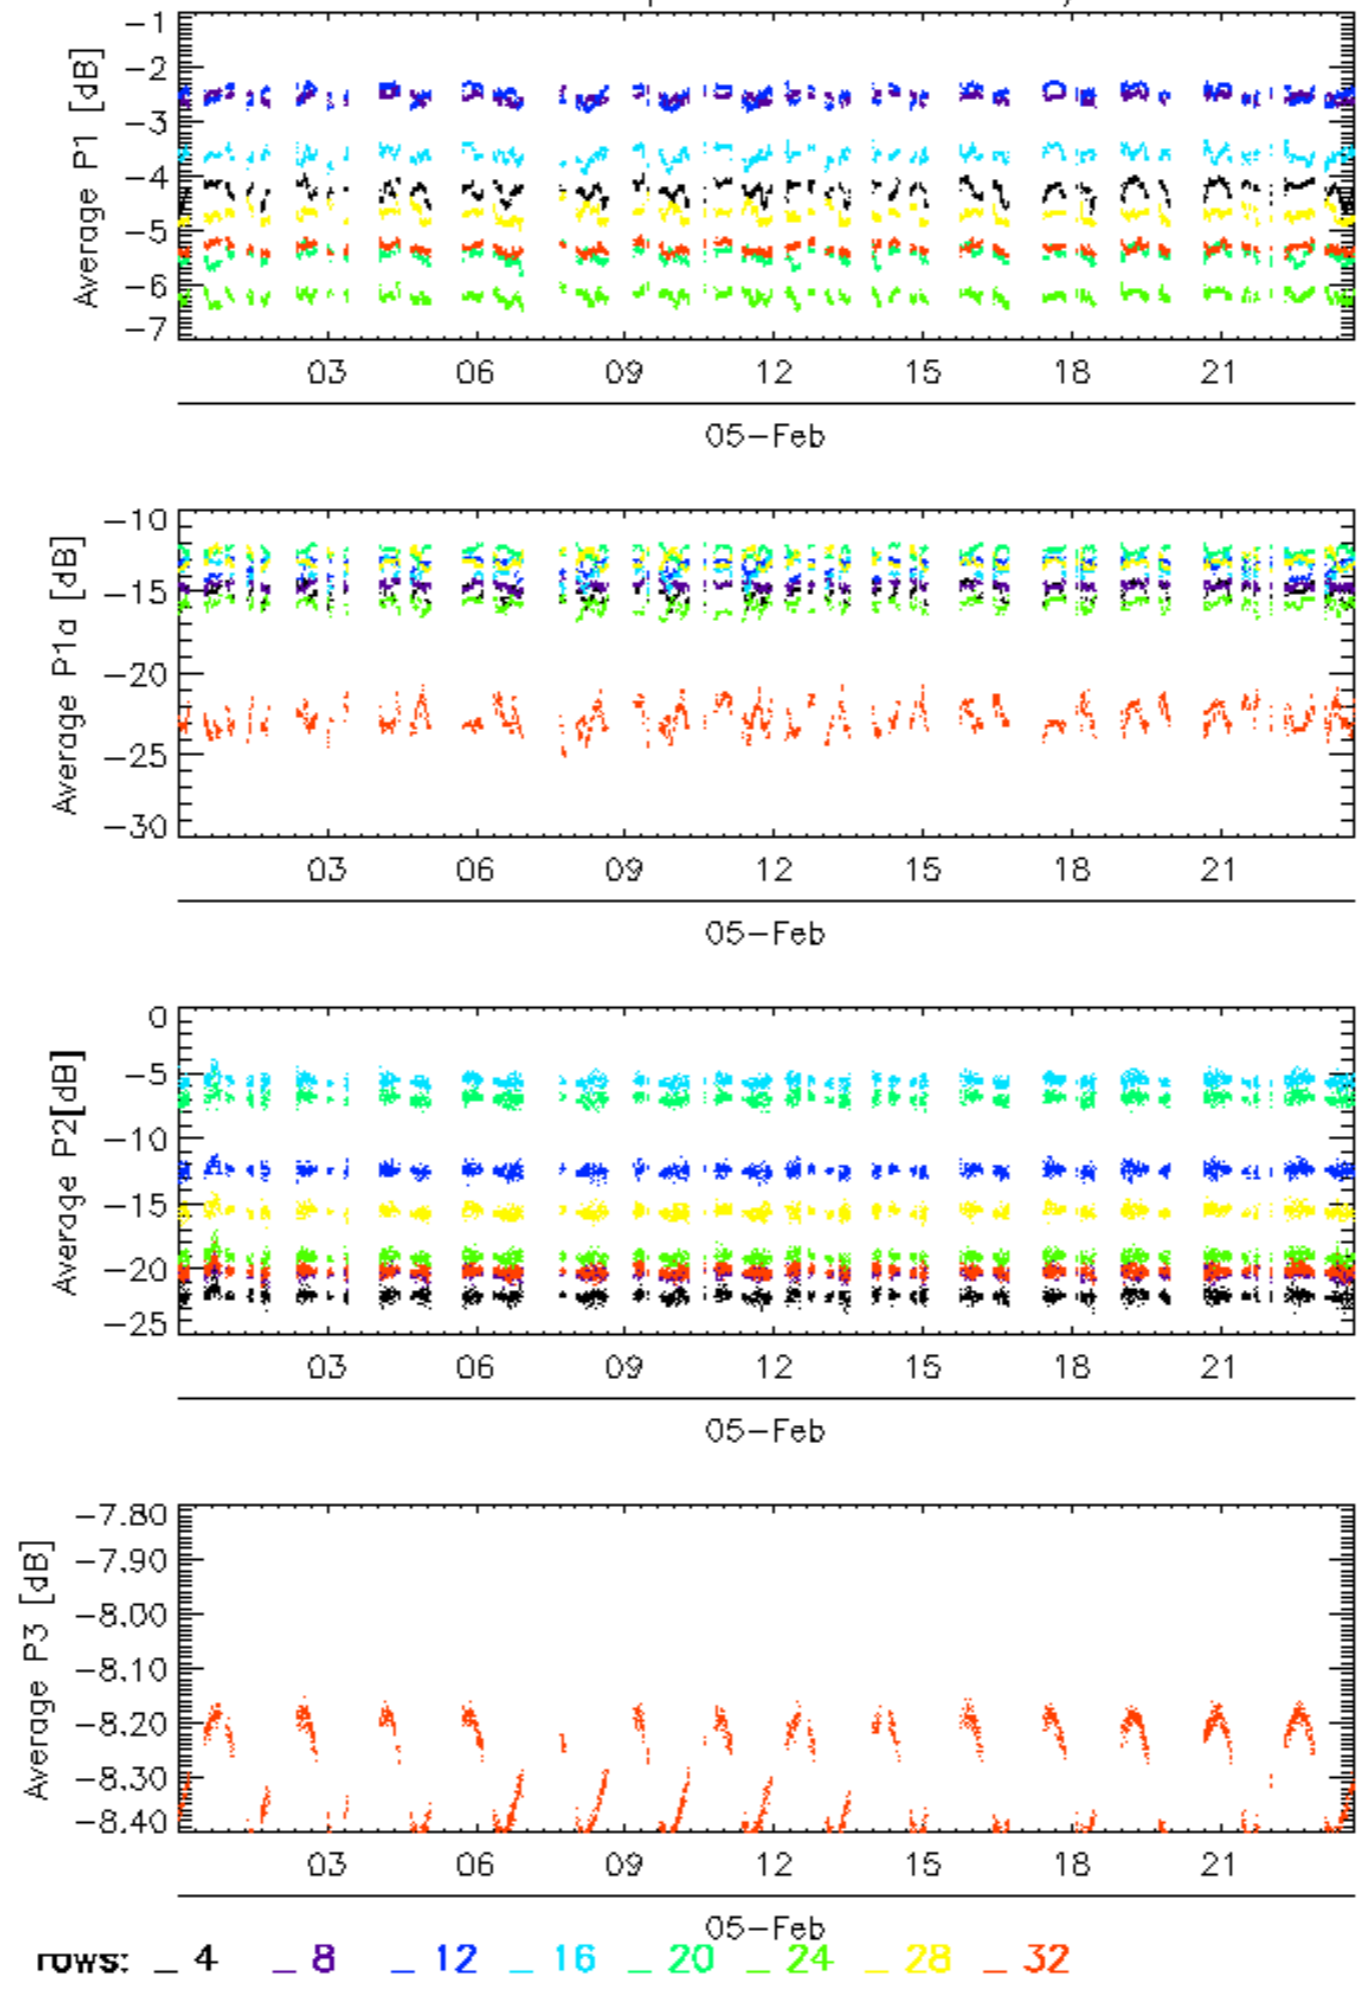 Average P1 [dB]
-1
-2
-3
-4
-5
-6
-7
03 06 09 12 15 18 21
05-Feb
Average P1a [dB]
-10
-15
-20
-25
-30
03 06 09 12 15 18 21
05-Feb
Average P2[dB]
0
-5
-10
-15
-20
-25
03 06 09 12 15 18 21
05-Feb
Average P3 [dB]
-7.80
-7.90
-8.00
-8.10
-8.20
-8.30
-8.40
03 06 09 12 15 18 21
05-Feb
rows: _ 4 _ 8 _ 12 _ 16 _ 20 _ 24 _ 28 _ 32